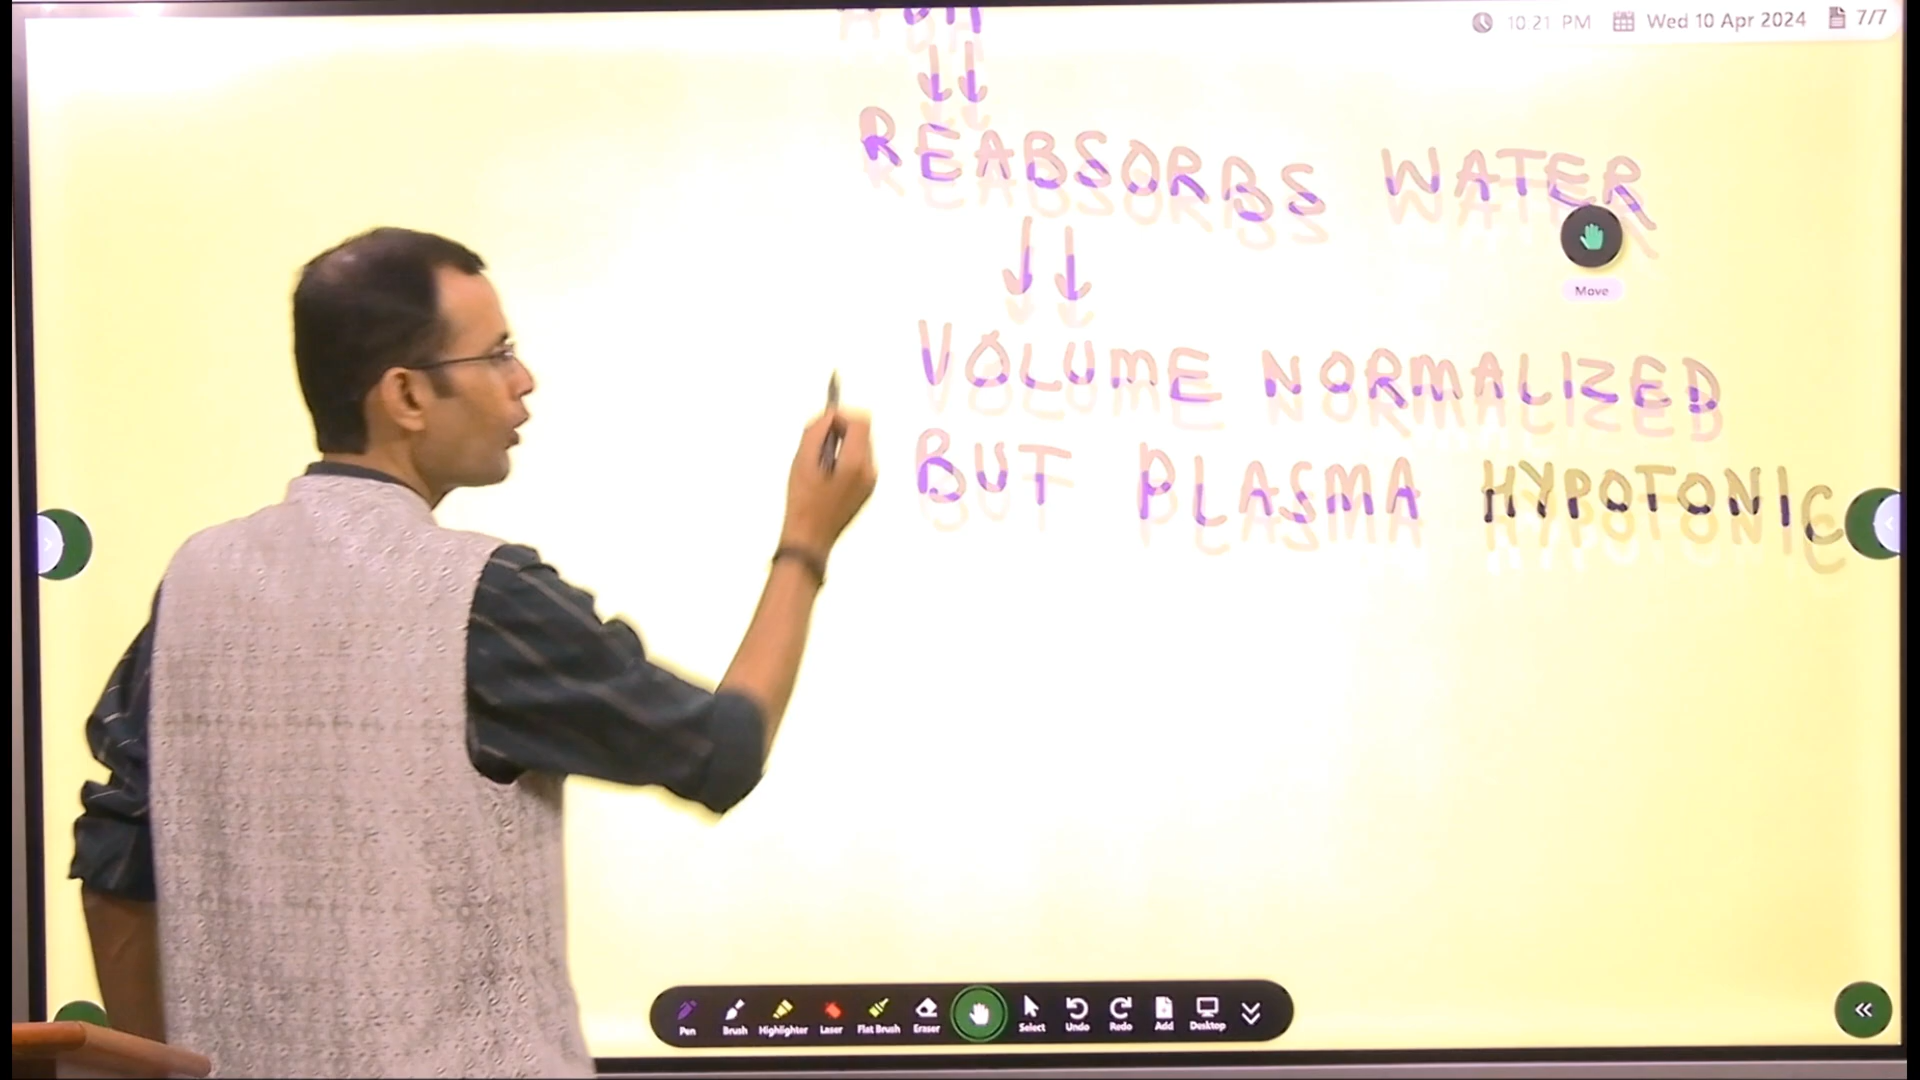 10:21 PM Wed 10 Apr 2024 7/7
ADH
REABSORBS WATER
Move
VOLUME NORMALIZED
BUT PLASMA HYPOTONIC
Pen Brush Highlighter Laser Flat Brush Eraser Select Undo Redo Add Desktop